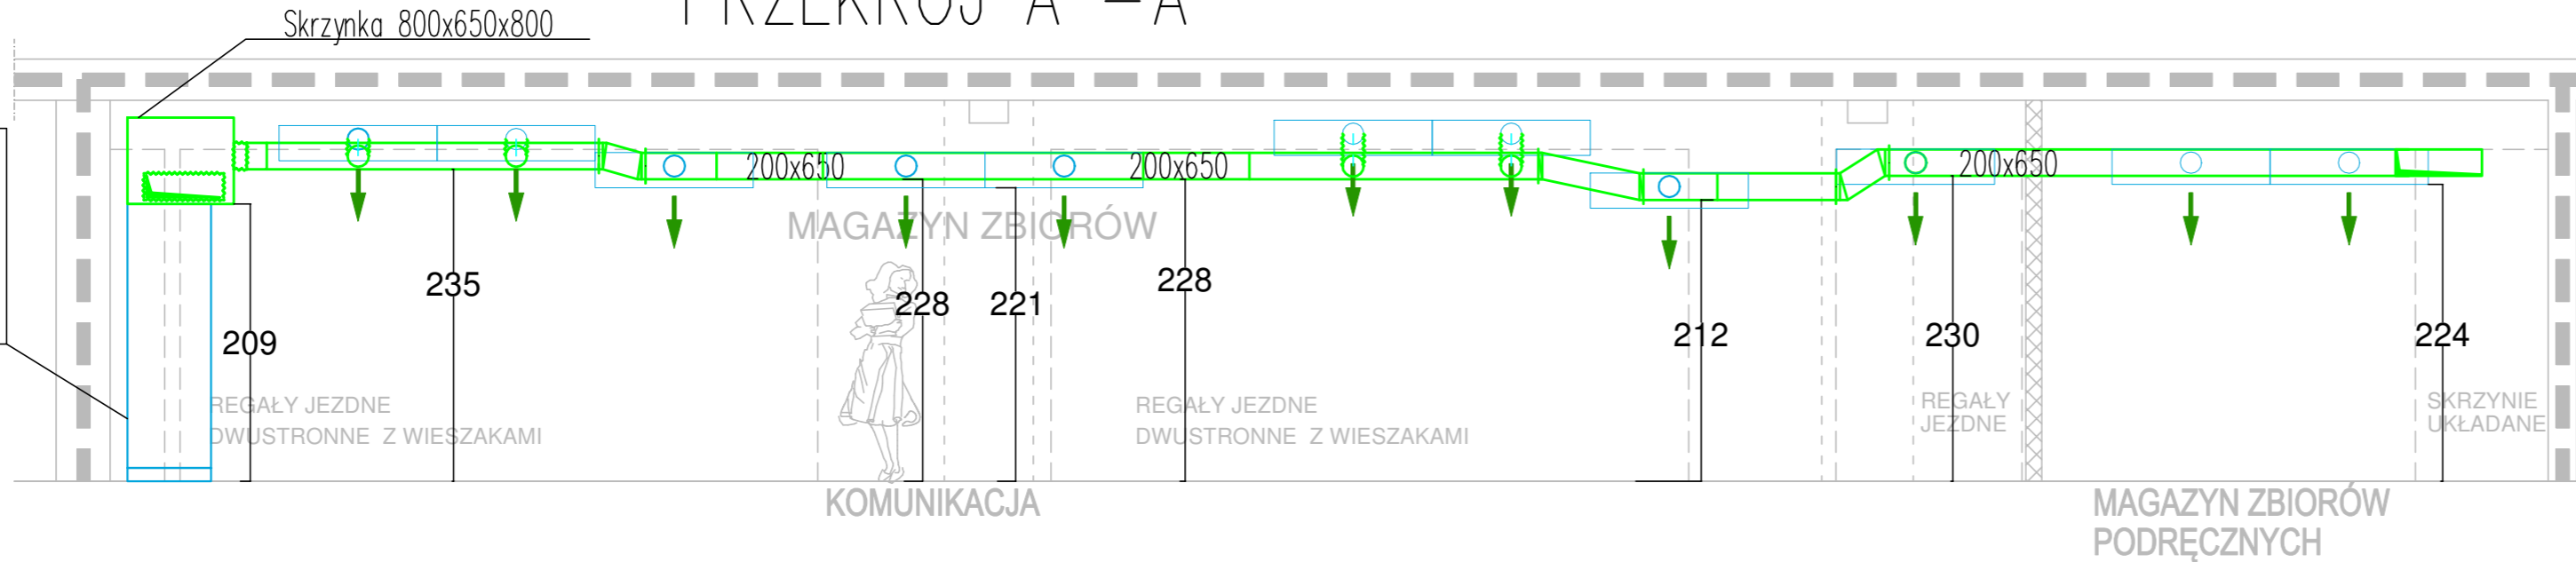 PRZEKRÓJ A -A
Skrzynka 800x650x800
200x650
200x650
200x650
MAGAZYN ZBIORÓW
235
228
221
228
209
212
230
224
REGAŁY JEZDNE
DWUSTRONNE Z WIESZAKAMI
REGAŁY JEZDNE
DWUSTRONNE Z WIESZAKAMI
REGAŁY
JEZDNE
SKRZYNIE
UKŁADANE
KOMUNIKACJA
MAGAZYN ZBIORÓW
PODRĘCZNYCH